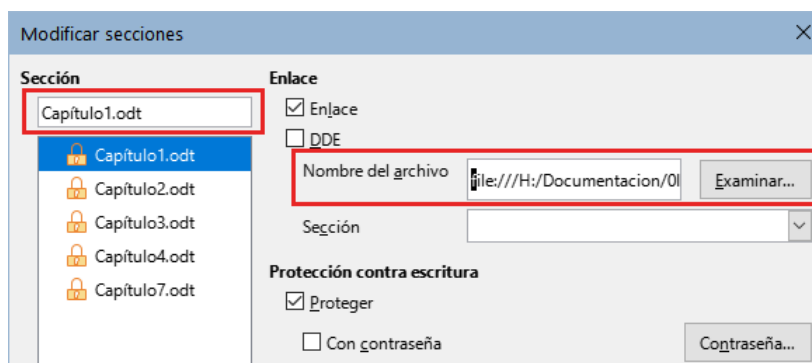 Modificar secciones
Sección
Capítulo1.odt
Capítulo1.odt
Capítulo2.odt
Capítulo3.odt
Capítulo4.odt
Capítulo7.odt
Enlace
Enlace
DDE
Nombre del archivo
file:///H:/Documentacion/0I
Examinar...
Sección
Protección contra escritura
Proteger
Con contraseña
Contraseña...